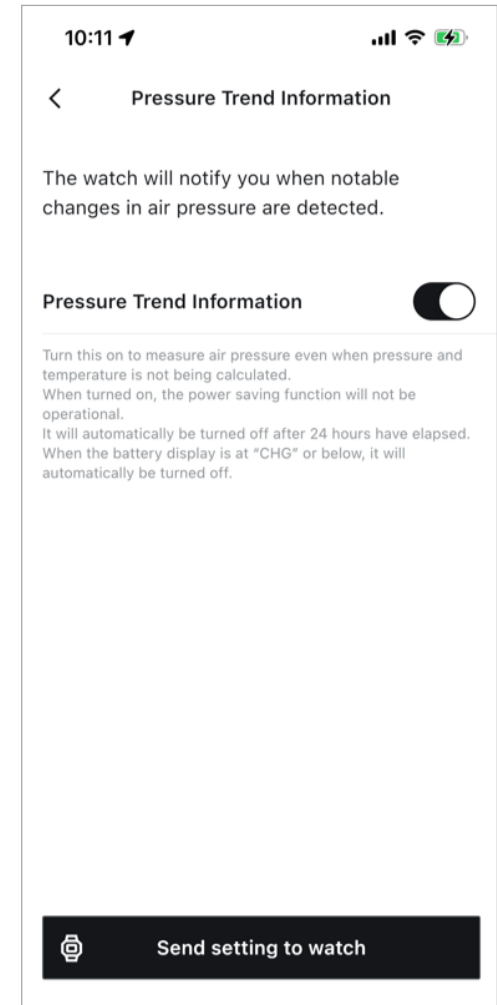 10:11
Pressure Trend Information
The watch will notify you when notable
changes in air pressure are detected.
Pressure Trend Information
Turn this on to measure air pressure even when pressure and
temperature is not being calculated.
When turned on, the power saving function will not be
operational.
It will automatically be turned off after 24 hours have elapsed.
When the battery display is at “CHG” or below, it will
automatically be turned off.
Send setting to watch